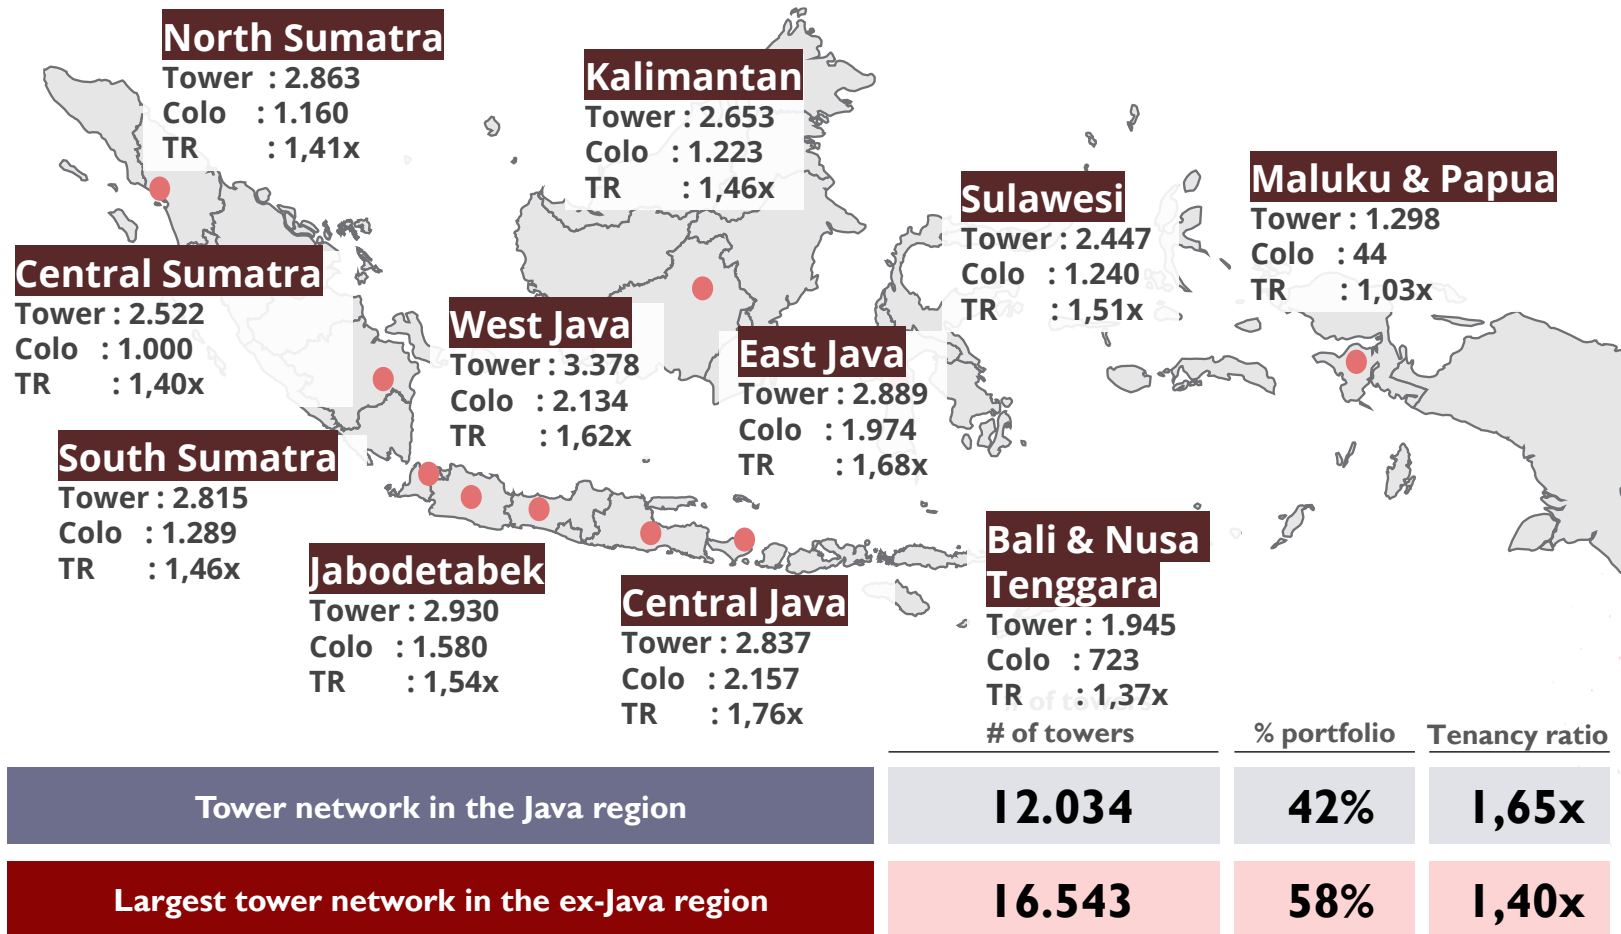 North Sumatra
Tower : 2.863
Colo : 1.160
TR : 1,41x
Kalimantan
Tower : 2.653
Colo : 1.223
TR : 1,46x
Sulawesi
Tower : 2.447
Colo : 1.240
TR : 1,51x
Maluku & Papua
Tower : 1.298
Colo : 44
TR : 1,03x
Central Sumatra
Tower : 2.522
Colo : 1.000
TR : 1,40x
West Java
Tower : 3.378
Colo : 2.134
TR : 1,62x
East Java
Tower : 2.889
Colo : 1.974
TR : 1,68x
South Sumatra
Tower : 2.815
Colo : 1.289
TR : 1,46x
Jabodetabek
Tower : 2.930
Colo : 1.580
TR : 1,54x
Central Java
Tower : 2.837
Colo : 2.157
TR : 1,76x
Bali & Nusa
Tenggara
Tower : 1.945
Colo : 723
TR : 1,37x
# of towers
# of towers % portfolio Tenancy ratio
Tower network in the Java region 12.034 42% 1,65x
Largest tower network in the ex-Java region 16.543 58% 1,40x